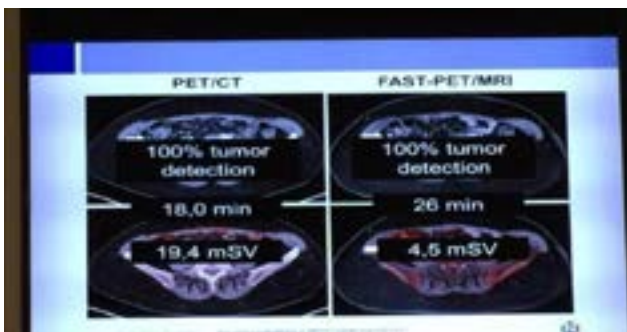 PET/CT
FAST-PET/MRI
100% tumor
detection
100% tumor
detection
18,0 min
26 min
19,4 mSV
4,5 mSV